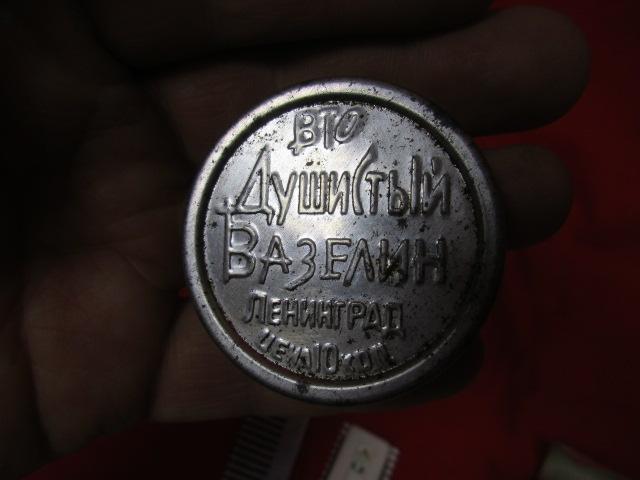 ВТО
Душистый
Вазелин
Ленинград
цена 10 коп